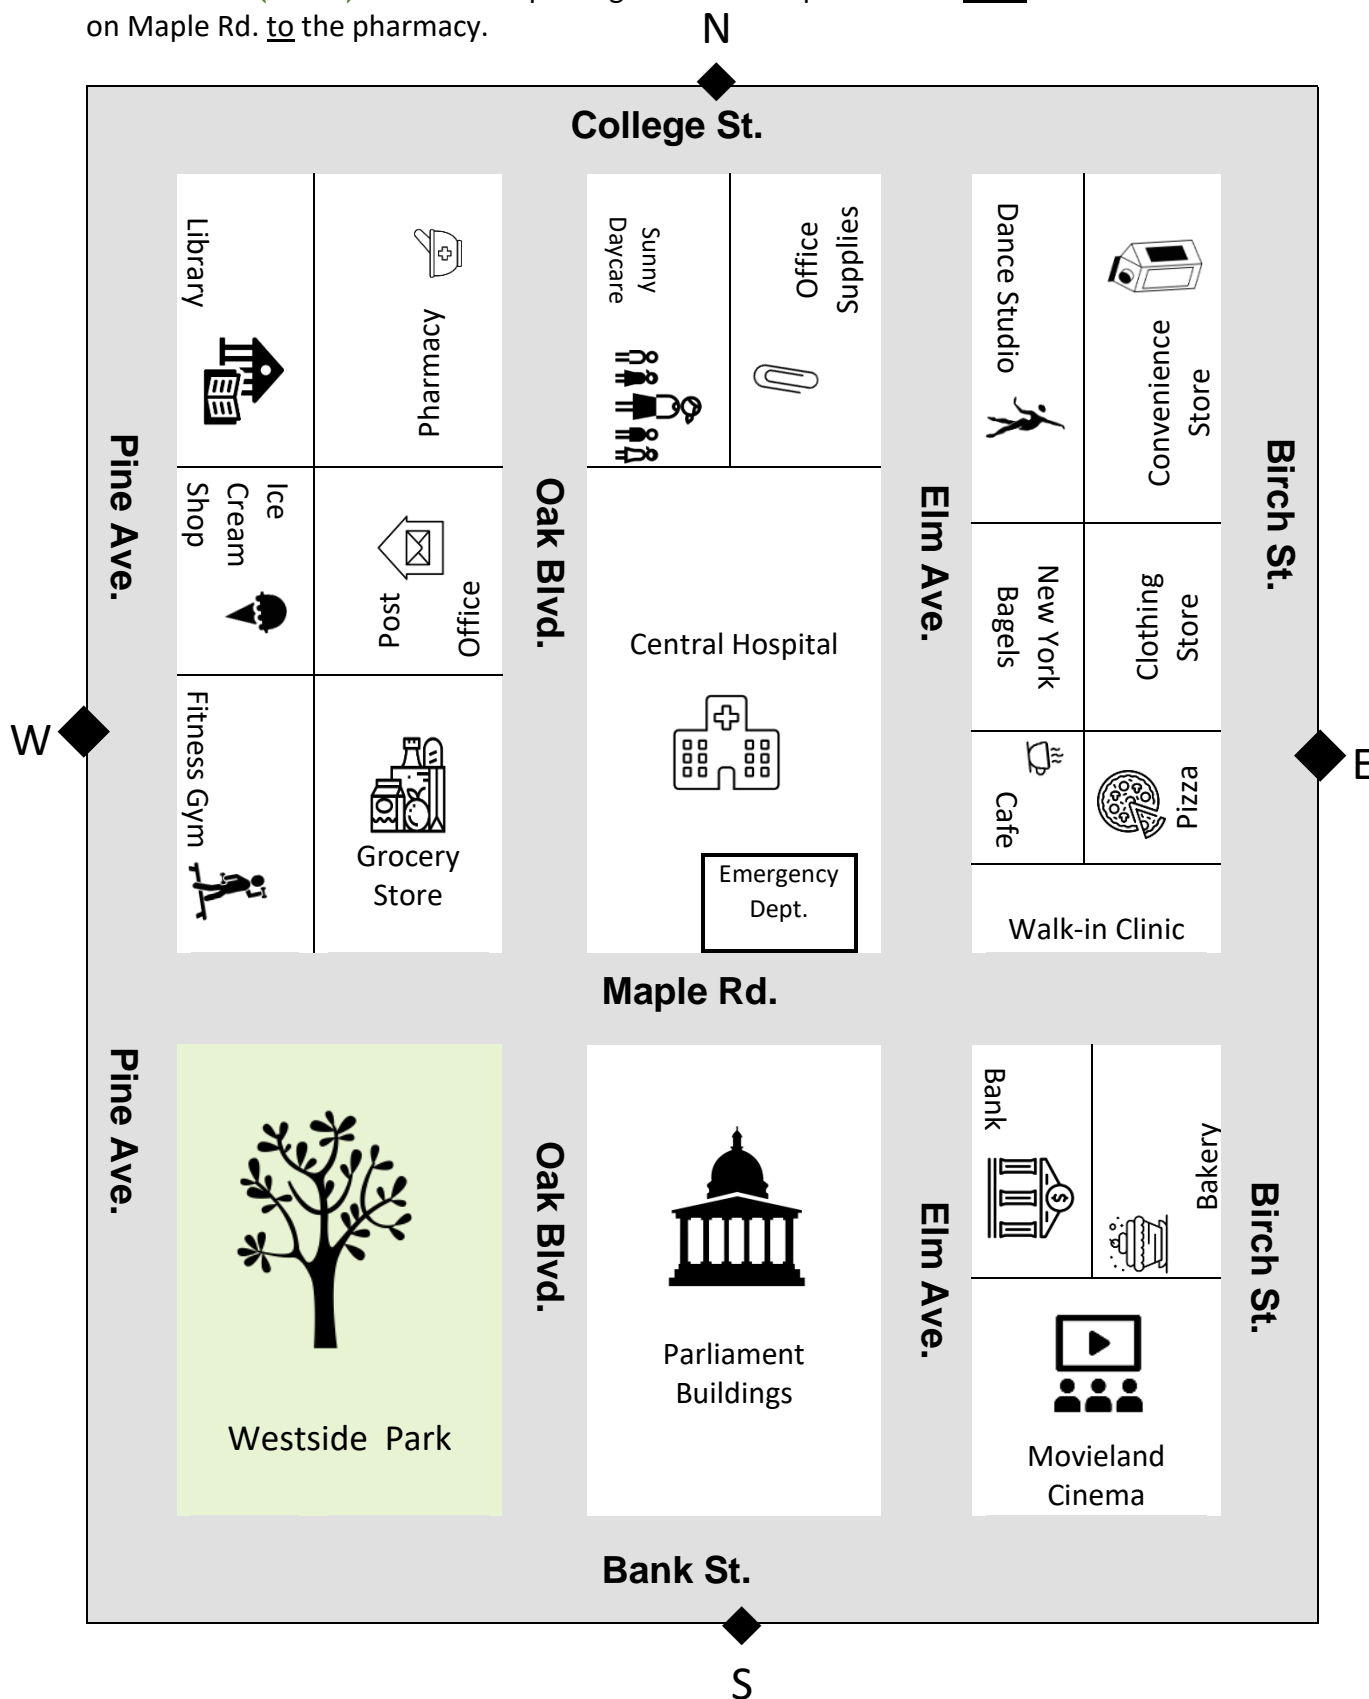 on Maple Rd. to the pharmacy.
N
College St.
Library
Pharmacy
Sunny
Daycare
Office
Supplies
Dance Studio
Convenience
Store
Pine Ave.
Ice
Cream
Shop
Post
Office
Oak Blvd.
Central Hospital
Elm Ave.
New York
Bagels
Clothing
Store
Birch St.
W
Fitness Gym
Grocery
Store
Emergency
Dept.
Cafe
Pizza
E
Walk-in Clinic
Maple Rd.
Pine Ave.
Westside Park
Oak Blvd.
Parliament
Buildings
Elm Ave.
Bank
$
Bakery
Birch St.
Movieland
Cinema
Bank St.
S